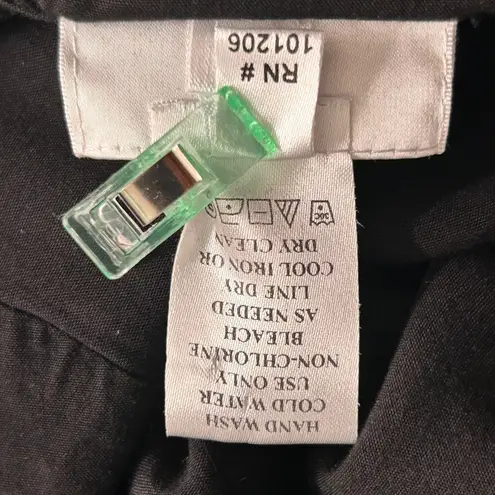 HAND WASH
COLD WATER
USE ONLY
NON-CHLORINE
BLEACH
AS NEEDED
LINE DRY
COOL IRON OR
DRY CLEAN
30C
RN #
101206